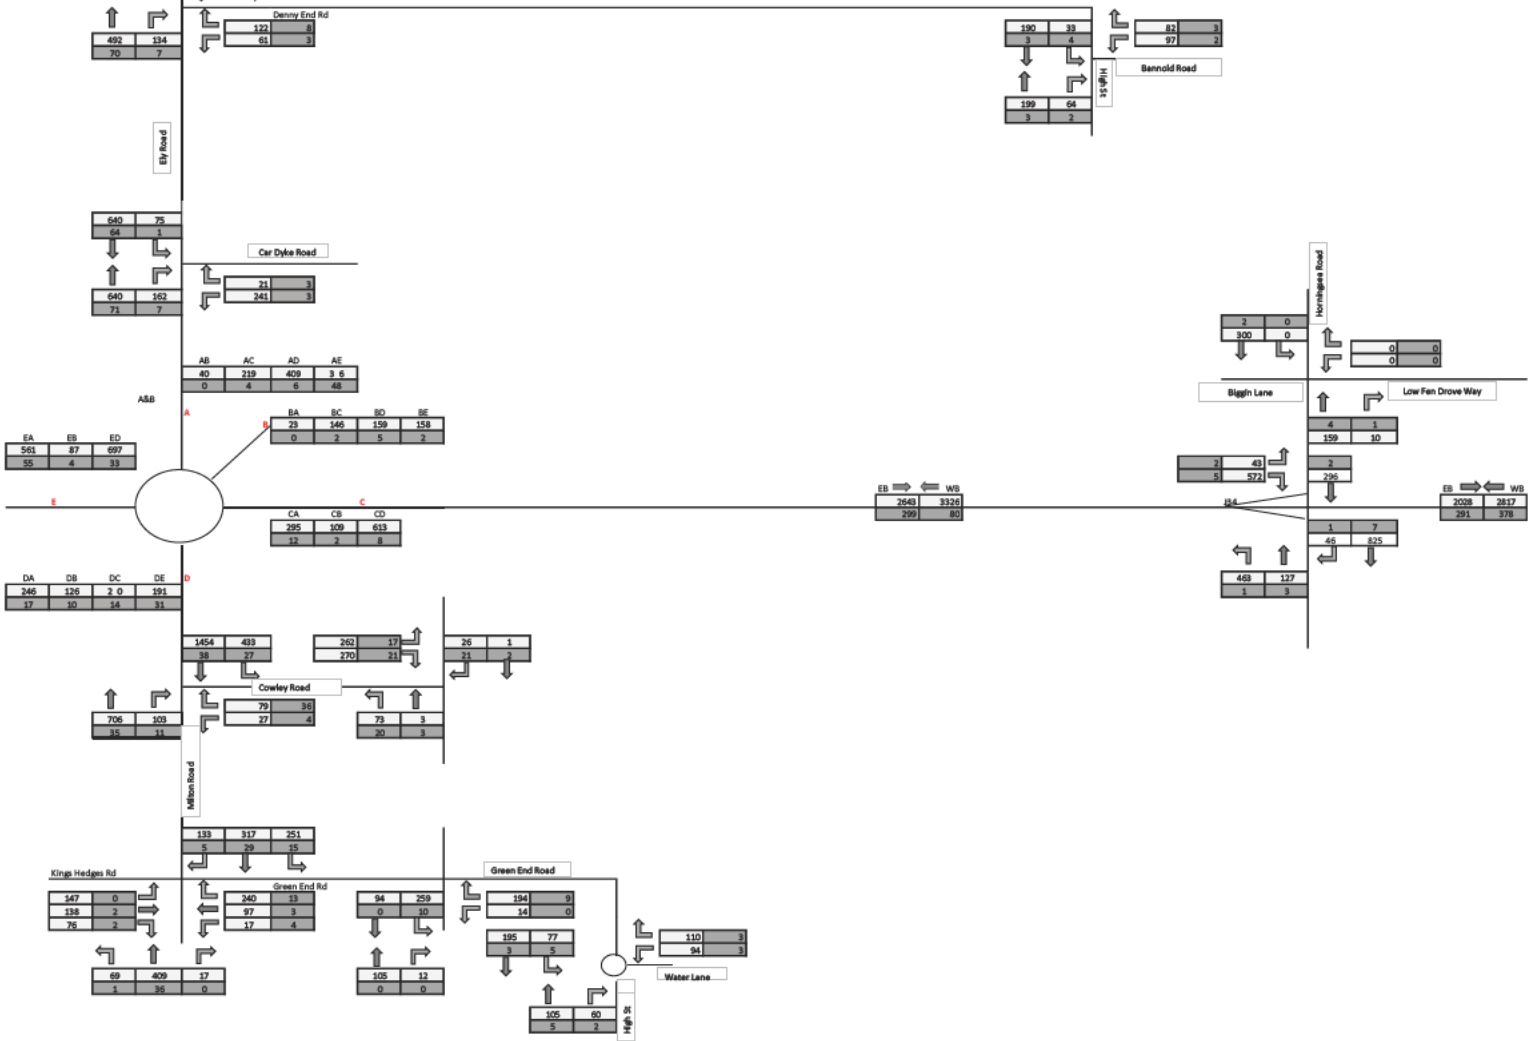 Denny End Rd
492 134
70 7
122 8
61 3
190 33
3 4
82 3
97 2
Bannold Road
High St
199 64
3 2
Ely Road
640 75
64 1
Car Dyke Road
21 3
241 3
640 162
71 7
Horningsea Road
2 0
300 0
0 0
0 0
AB AC AD AE
40 219 409 3 6
0 4 6 48
Biggin Lane
Low Fen Drove Way
A&B
A
BA BC BD BE
B
23 146 159 158
0 2 5 2
4 1
159 10
EA EB ED
561 87 697
55 4 33
2 43
5 572
2
296
E
C
EB WB
2643 3326
299 80
J34
EB WB
2028 2817
291 378
CA CB CD
295 109 613
12 2 8
1 7
46 825
DA DB DC DE
D
246 126 2 0 191
17 10 14 31
463 127
1 3
1454 433
38 27
262 17
270 21
26 1
21 2
Cowley Road
706 103
35 11
79 36
27 4
73 3
20 3
Milton Road
133 317 251
5 29 15
Kings Hedges Rd
Green End Road
Green End Rd
147 0
138 2
76 2
240 13
97 3
17 4
94 259
0 10
194 9
14 0
195 77
3 5
110 3
94 3
Water Lane
69 409 17
1 36 0
105 12
0 0
High St
105 60
5 2